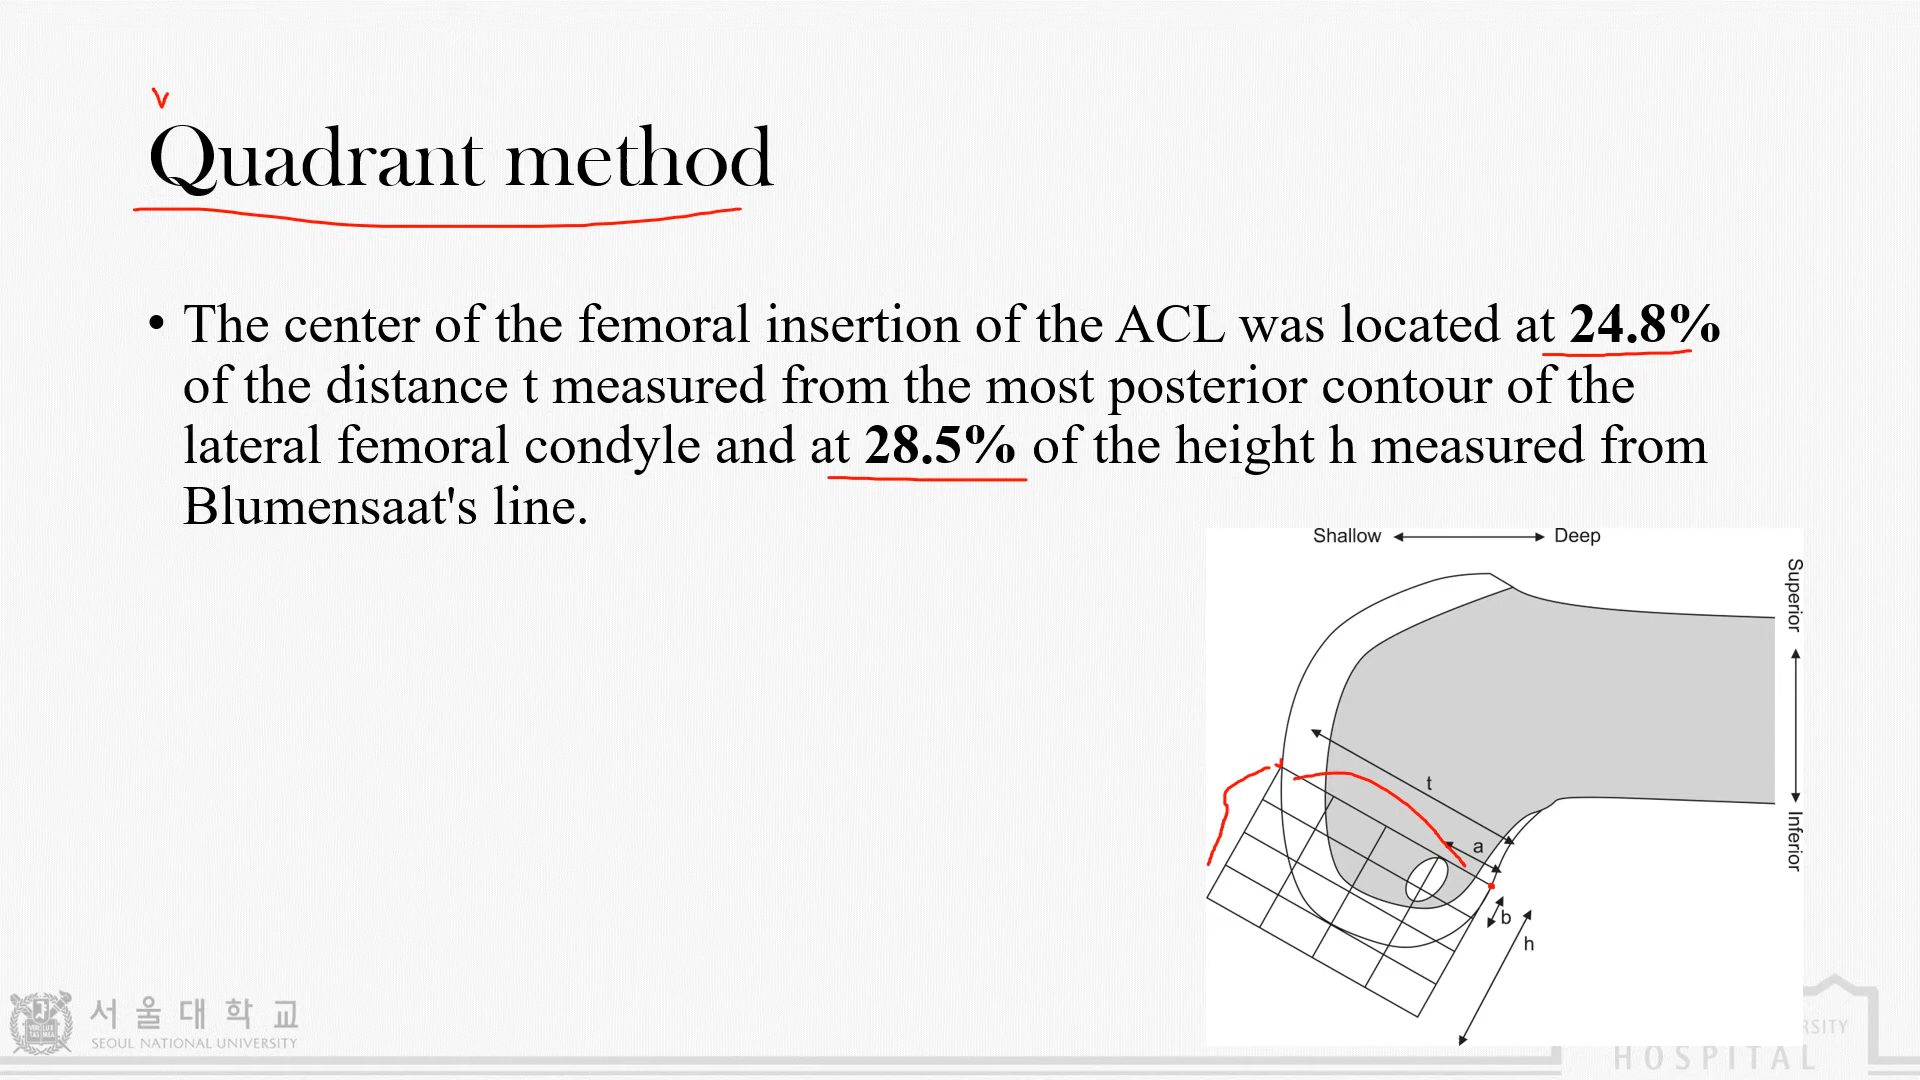 Quadrant method
• The center of the femoral insertion of the ACL was located at 24.8%
of the distance t measured from the most posterior contour of the
lateral femoral condyle and at 28.5% of the height h measured from
Blumensaat's line.
Shallow
Deep
Superior
Inferior
t
a
b
h
서울대학교
SEOUL NATIONAL UNIVERSITY
HOSPITAL